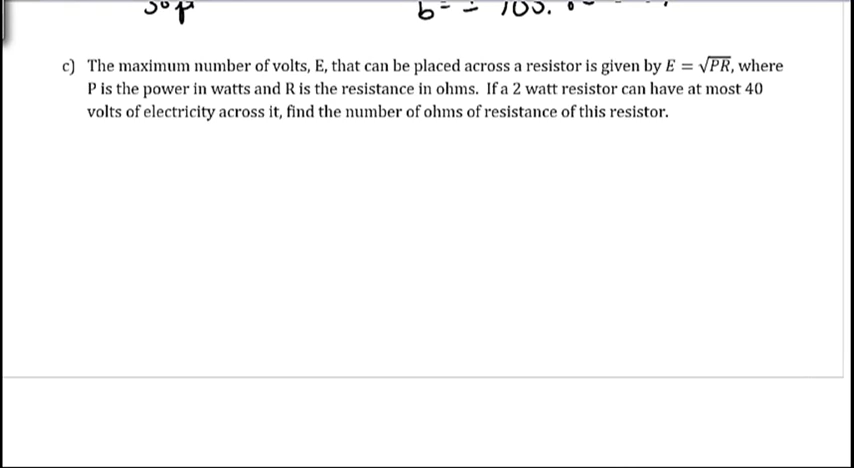 c) The maximum number of volts, E, that can be placed across a resistor is given by E = √PR, where
P is the power in watts and R is the resistance in ohms. If a 2 watt resistor can have at most 40
volts of electricity across it, find the number of ohms of resistance of this resistor.